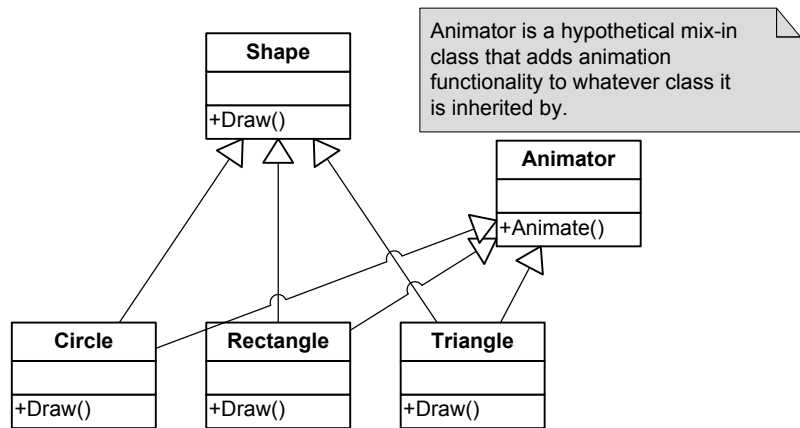 Shape
+Draw()
Animator is a hypothetical mix-in
class that adds animation
functionality to whatever class it
is inherited by.
Animator
+Animate()
Circle
+Draw()
Rectangle
+Draw()
Triangle
+Draw()